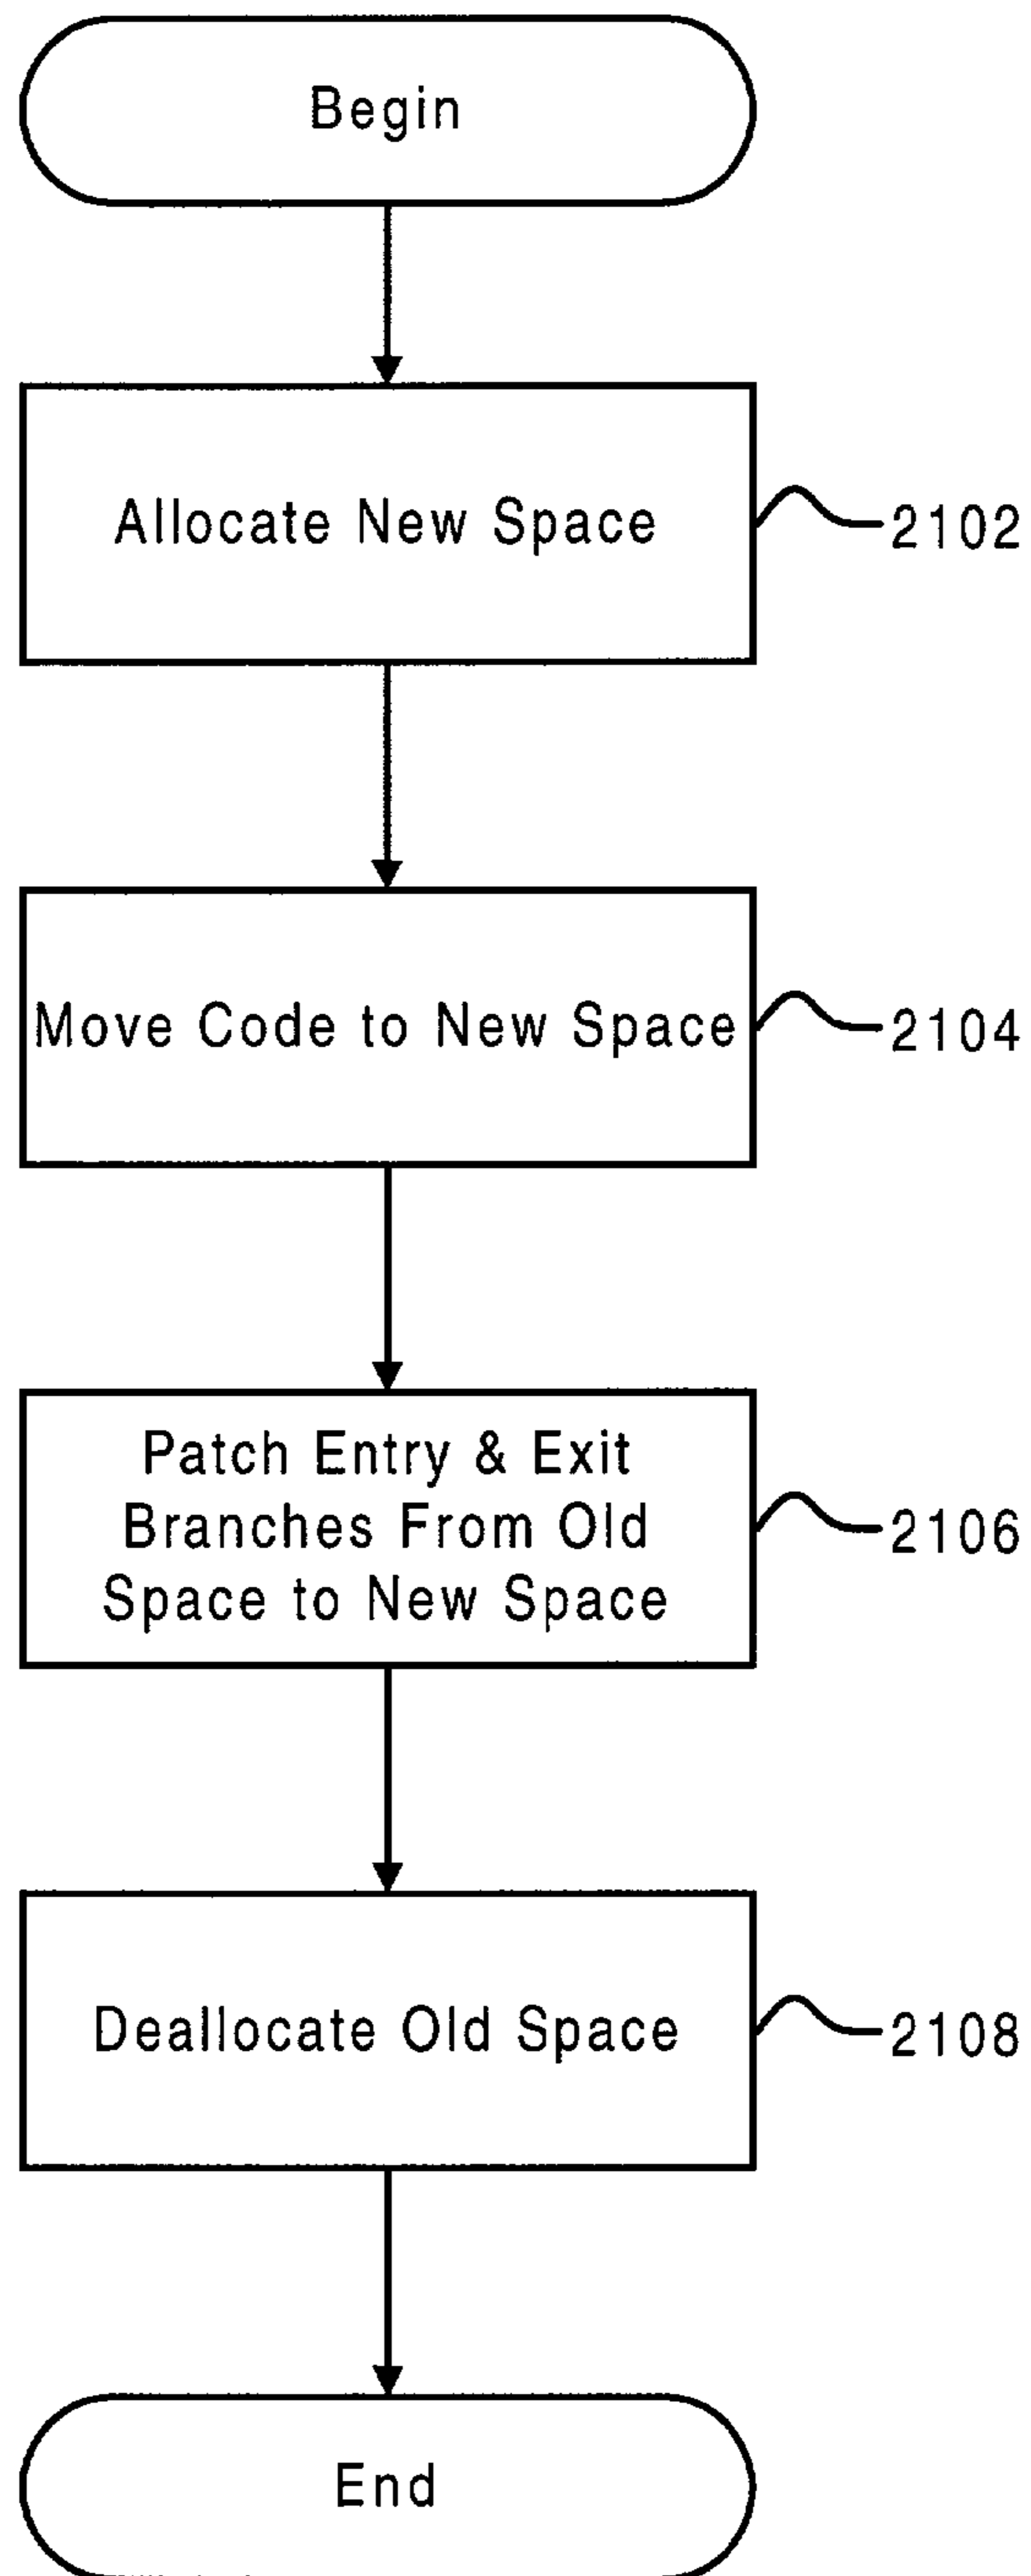 Begin
Allocate New Space
2102
Move Code to New Space
2104
Patch Entry & Exit
Branches From Old
Space to New Space
2106
Deallocate Old Space
2108
End